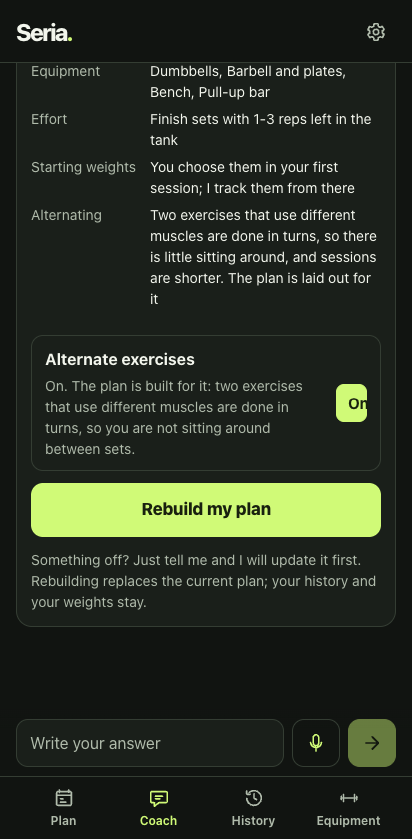 Seria.
Equipment
Dumbbells, Barbell and plates,
Bench, Pull-up bar
Effort
Finish sets with 1-3 reps left in the
tank
Starting weights
You choose them in your first
session; I track them from there
Alternating
Two exercises that use different
muscles are done in turns, so there
is little sitting around, and sessions
are shorter. The plan is laid out for
it
Alternate exercises
On. The plan is built for it: two exercises
that use different muscles are done in
turns, so you are not sitting around
between sets.
On
Rebuild my plan
Something off? Just tell me and I will update it first.
Rebuilding replaces the current plan; your history and
your weights stay.
Write your answer
Plan
Coach
History
Equipment